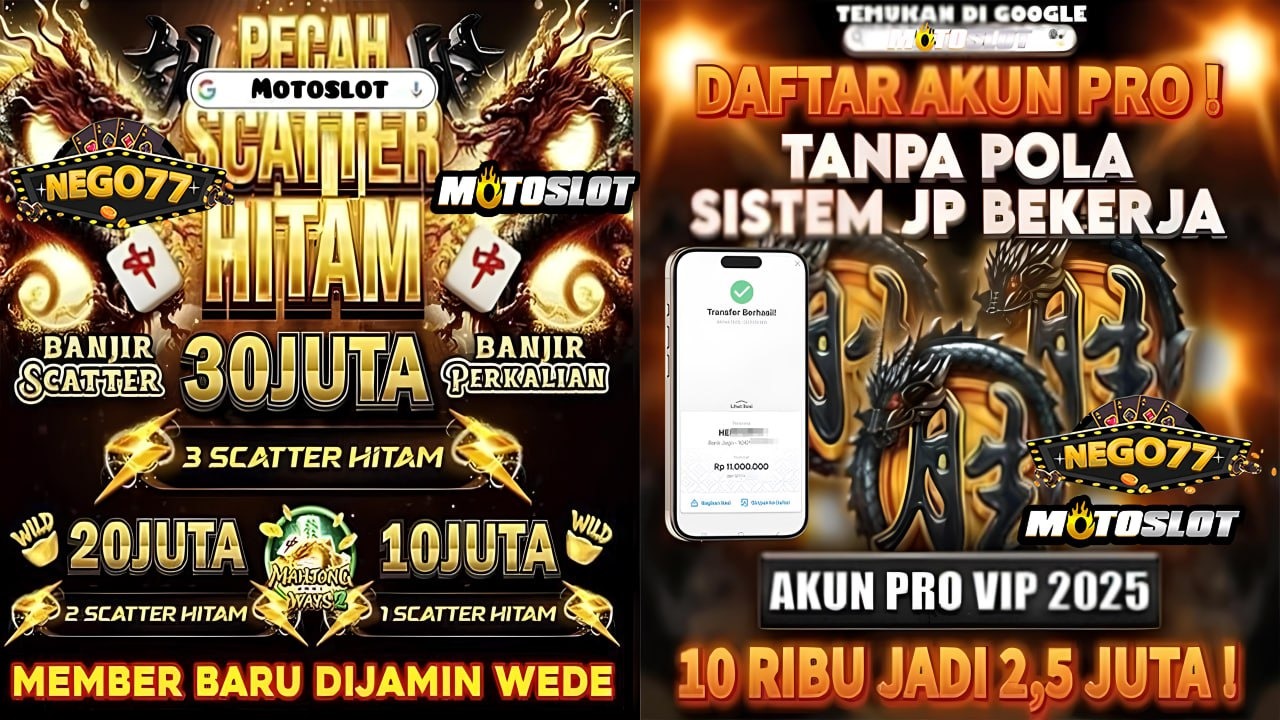 PECAH
MOTOSLOT
SCATTER
HITAM
NEGO77
MOTOSLOT
BANJIR
SCATTER
30JUTA
BANJIR
PERKALIAN
3 SCATTER HITAM
WILD
20JUTA
10JUTA
WILD
MAHJONG
WAYS2
2 SCATTER HITAM
1 SCATTER HITAM
MEMBER BARU DIJAMIN WEDE
TEMUKAN DI GOOGLE
MOTOSLOT
DAFTAR AKUN PRO !
TANPA POLA
SISTEM JP BEKERJA
Transfer Berhasil!
Rp 11.000.000
NEGO77
MOTOSLOT
AKUN PRO VIP 2025
10 RIBU JADI 2,5 JUTA !